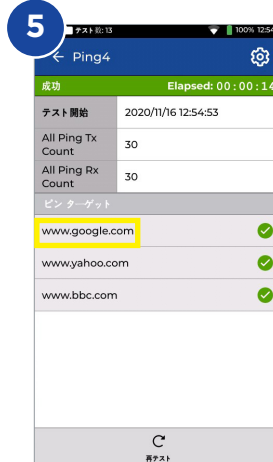 5
テスト数: 13
100% 12:54
← Ping4
成功
Elapsed: 00:00:14
テスト開始
2020/11/16 12:54:53
All Ping Tx
Count
30
All Ping Rx
Count
30
ピン ターゲット
www.google.com
www.yahoo.com
www.bbc.com
再テスト